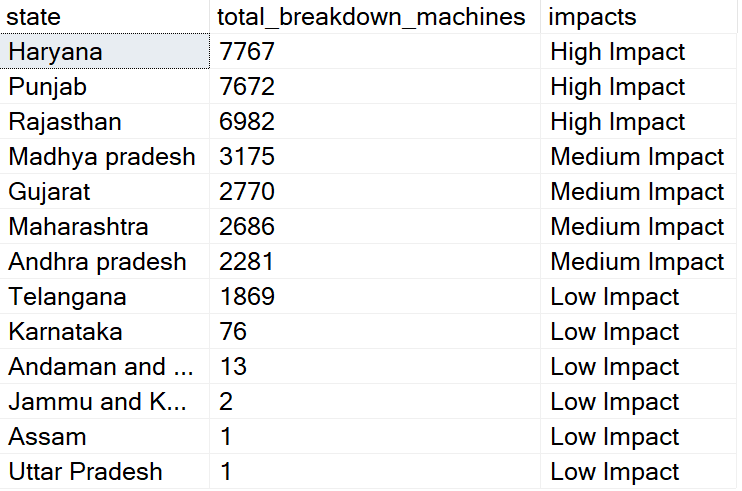 state total_breakdown_machines impacts
Haryana 7767 High Impact
Punjab 7672 High Impact
Rajasthan 6982 High Impact
Madhya pradesh 3175 Medium Impact
Gujarat 2770 Medium Impact
Maharashtra 2686 Medium Impact
Andhra pradesh 2281 Medium Impact
Telangana 1869 Low Impact
Karnataka 76 Low Impact
Andaman and ... 13 Low Impact
Jammu and K... 2 Low Impact
Assam 1 Low Impact
Uttar Pradesh 1 Low Impact